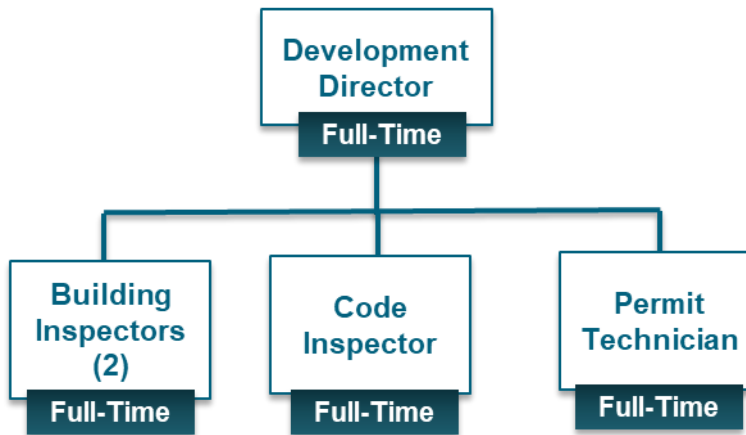 Development
Director
Full-Time
Building
Inspectors
(2)
Full-Time
Code
Inspector
Full-Time
Permit
Technician
Full-Time